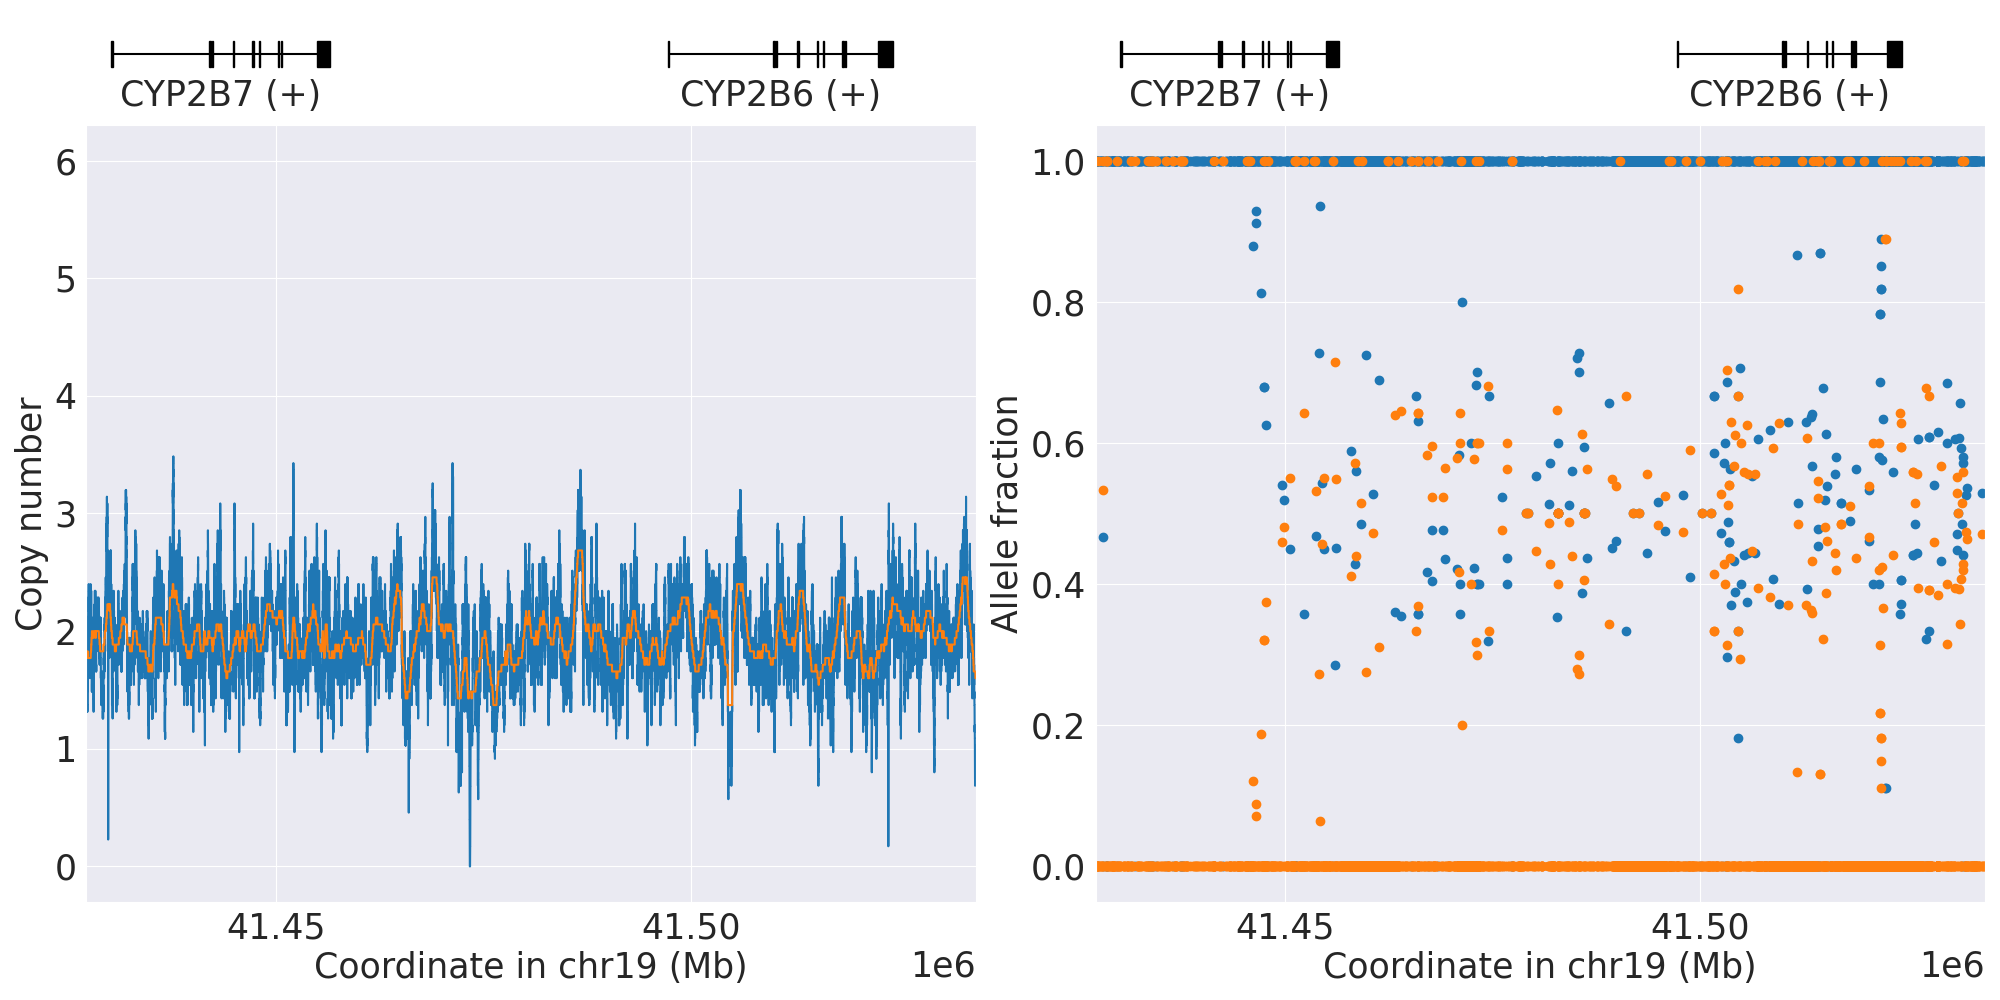 CYP2B7 (+)
CYP2B6 (+)
CYP2B7 (+)
CYP2B6 (+)
6
5
4
3
2
1
0
Copy number
41.45
41.50
Coordinate in chr19 (Mb)
1e6
1.0
0.8
0.6
0.4
0.2
0.0
Allele fraction
41.45
41.50
Coordinate in chr19 (Mb)
1e6